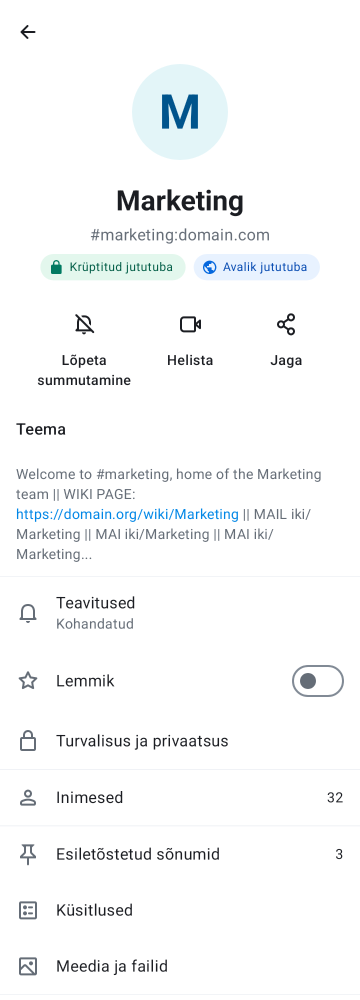 M
Marketing
#marketing:domain.com
Krüptitud jututuba
Avalik jututuba
Lõpeta
summutamine
Helista
Jaga
Teema
Welcome to #marketing, home of the Marketing
team || WIKI PAGE:
https://domain.org/wiki/Marketing || MAIL iki/
Marketing || MAI iki/Marketing || MAI iki/
Marketing...
Teavitused
Kohandatud
Lemmik
Turvalisus ja privaatsus
Inimesed 32
Esiletõstetud sõnumid 3
Küsitlused
Meedia ja failid